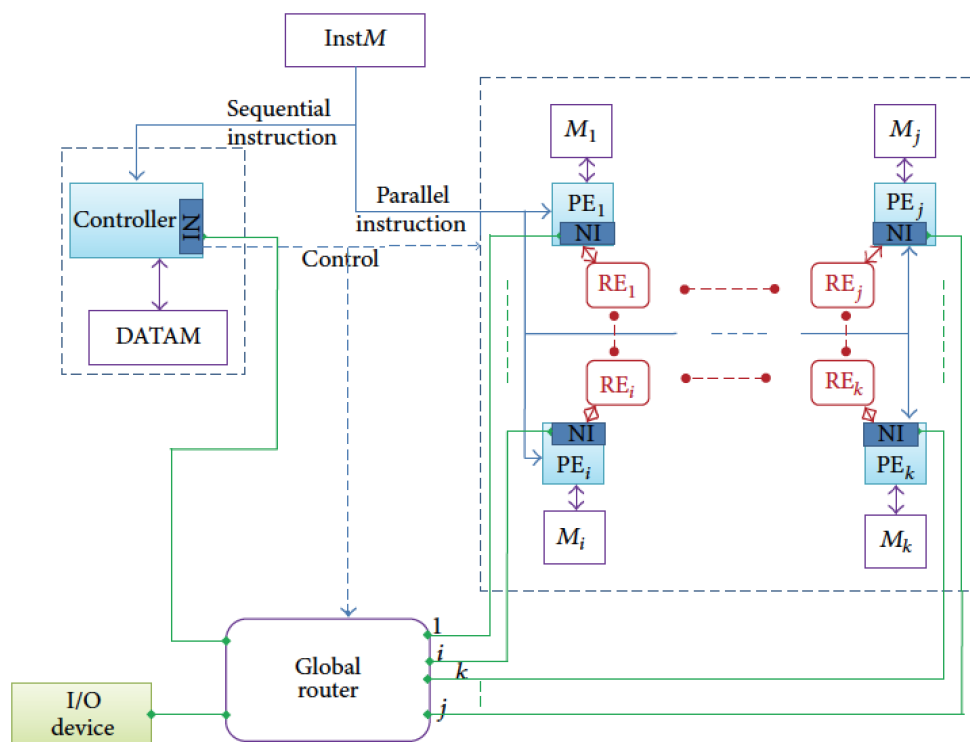 InstM
Sequential
instruction
M₁
Mⱼ
Controller
NI
Parallel
instruction
PE₁
PEⱼ
NI
NI
Control
RE₁
REⱼ
DATAM
REᵢ
REₖ
NI
NI
PEᵢ
PEₖ
Mᵢ
Mₖ
1
i
k
j
Global
router
I/O
device